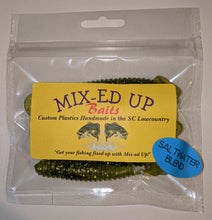 MIX-ED UP
Baits
Custom Plastics Handmade in the SC Lowcountry
"Get your fishing fixed up with Mix-ed Up!"
SALTWATER
BLEND